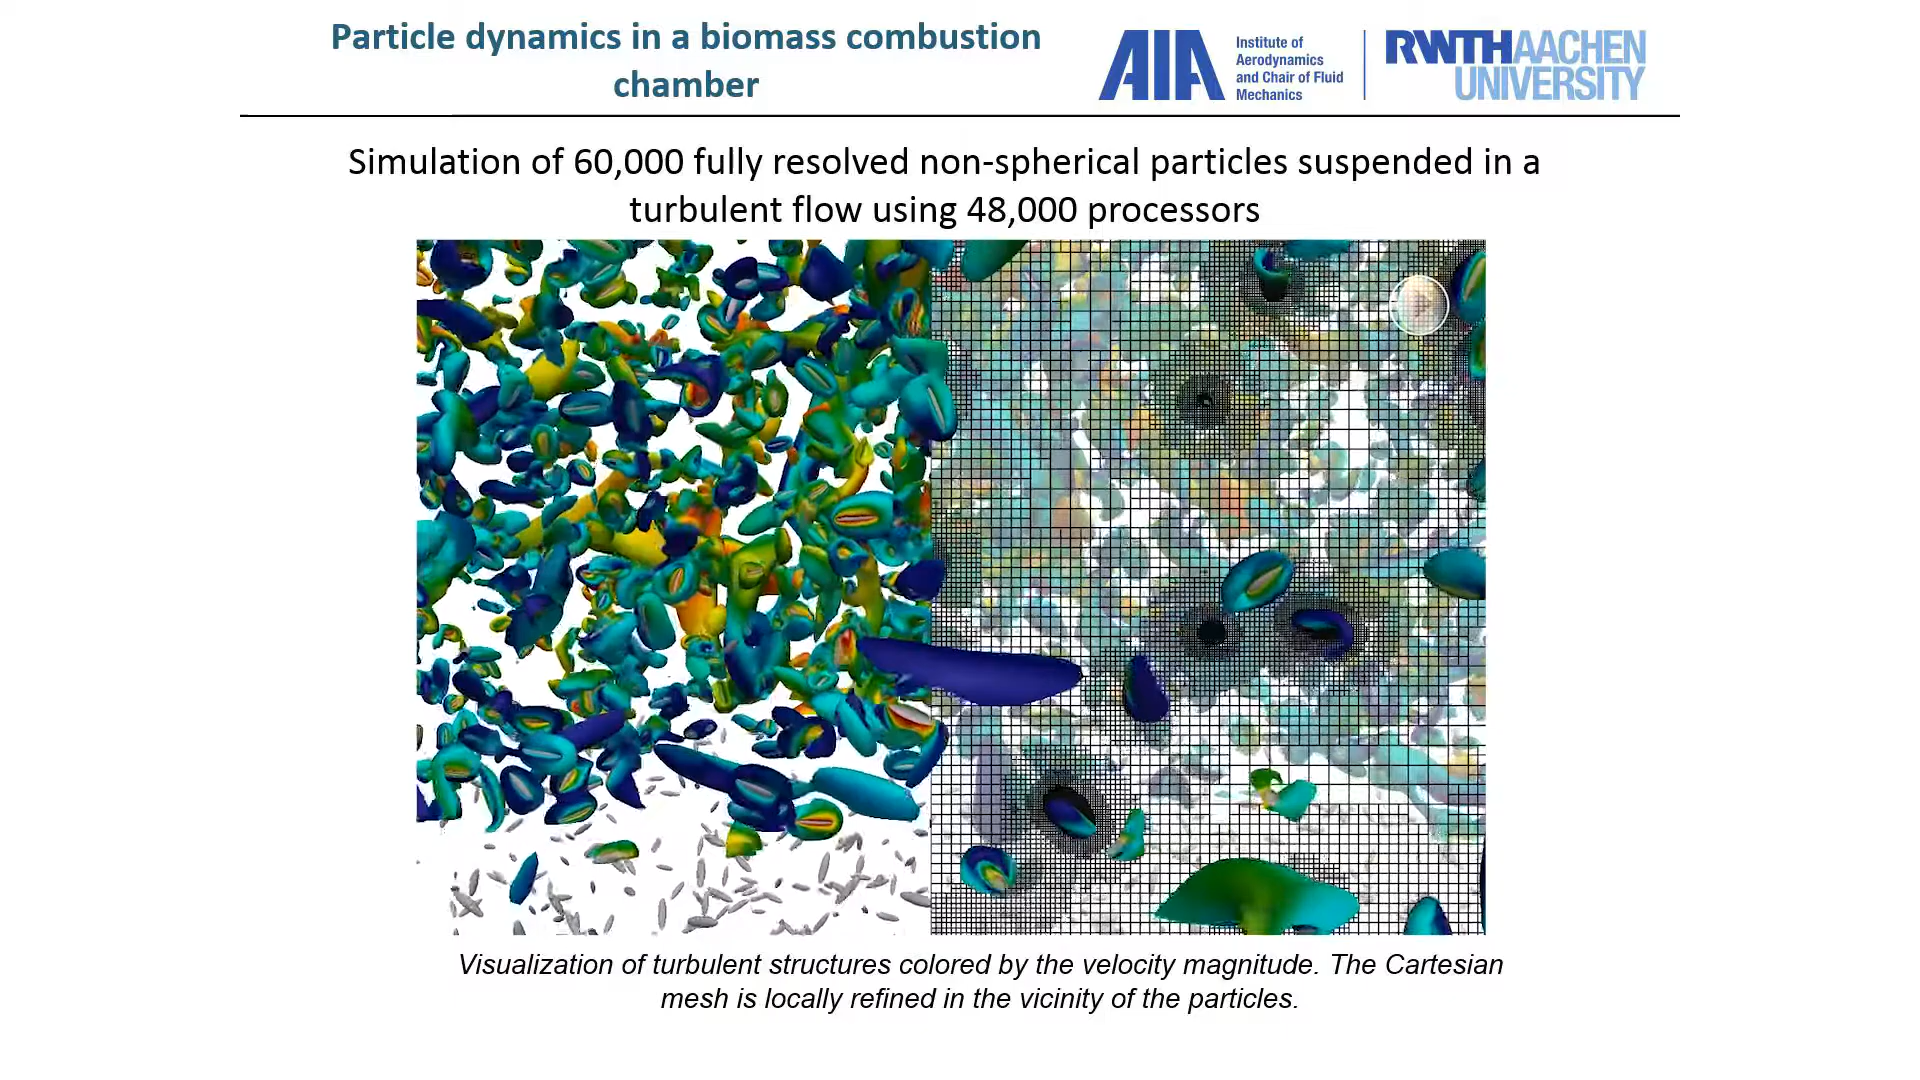 Particle dynamics in a biomass combustion
chamber
AIA
Institute of
Aerodynamics
and Chair of Fluid
Mechanics
RWTHAACHEN
UNIVERSITY
Simulation of 60,000 fully resolved non-spherical particles suspended in a
turbulent flow using 48,000 processors
Visualization of turbulent structures colored by the velocity magnitude. The Cartesian
mesh is locally refined in the vicinity of the particles.